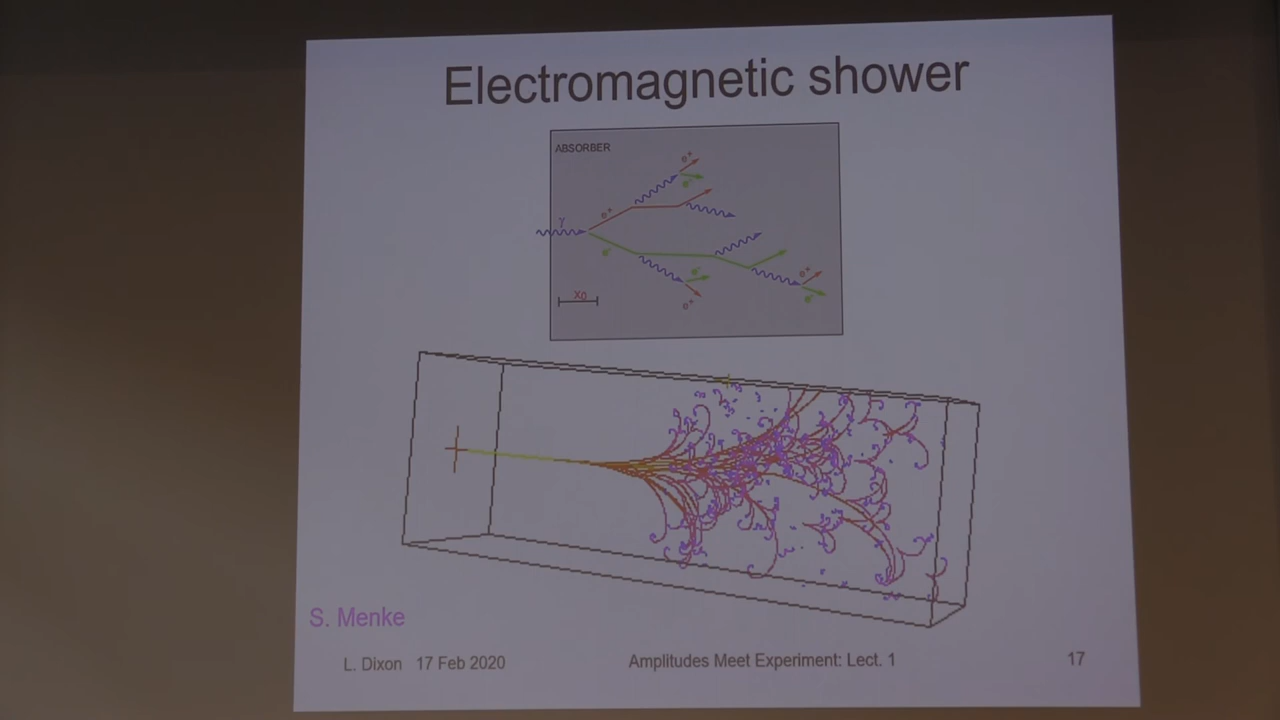 Electromagnetic shower
ABSORBER
e+
e-
γ
e+
e-
e-
e+
e+
e-
X0
S. Menke
L. Dixon 17 Feb 2020
Amplitudes Meet Experiment: Lect. 1
17